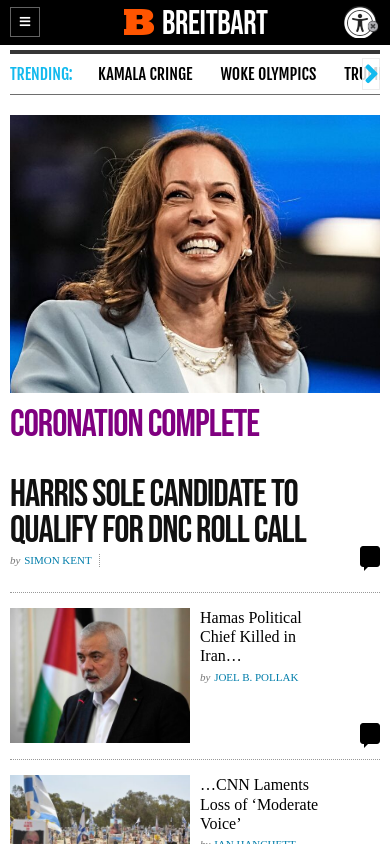 B BREITBART
TRENDING: KAMALA CRINGE WOKE OLYMPICS
CORONATION COMPLETE
HARRIS SOLE CANDIDATE TO
QUALIFY FOR DNC ROLL CALL
by SIMON KENT
Hamas Political
Chief Killed in
Iran…
by JOEL B. POLLAK
…CNN Laments
Loss of ‘Moderate
Voice’
by IAN HANCHETT